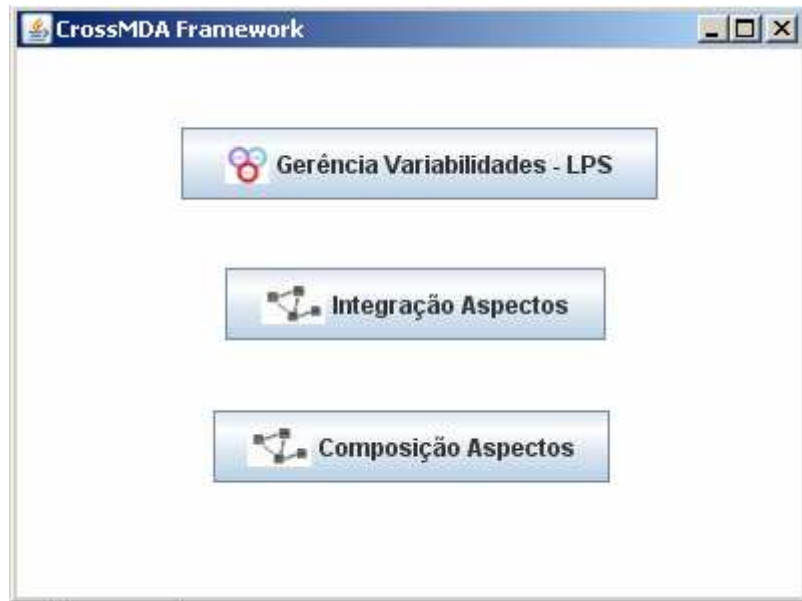 CrossMDA Framework
Gerência Variabilidades - LPS
Integração Aspectos
Composição Aspectos